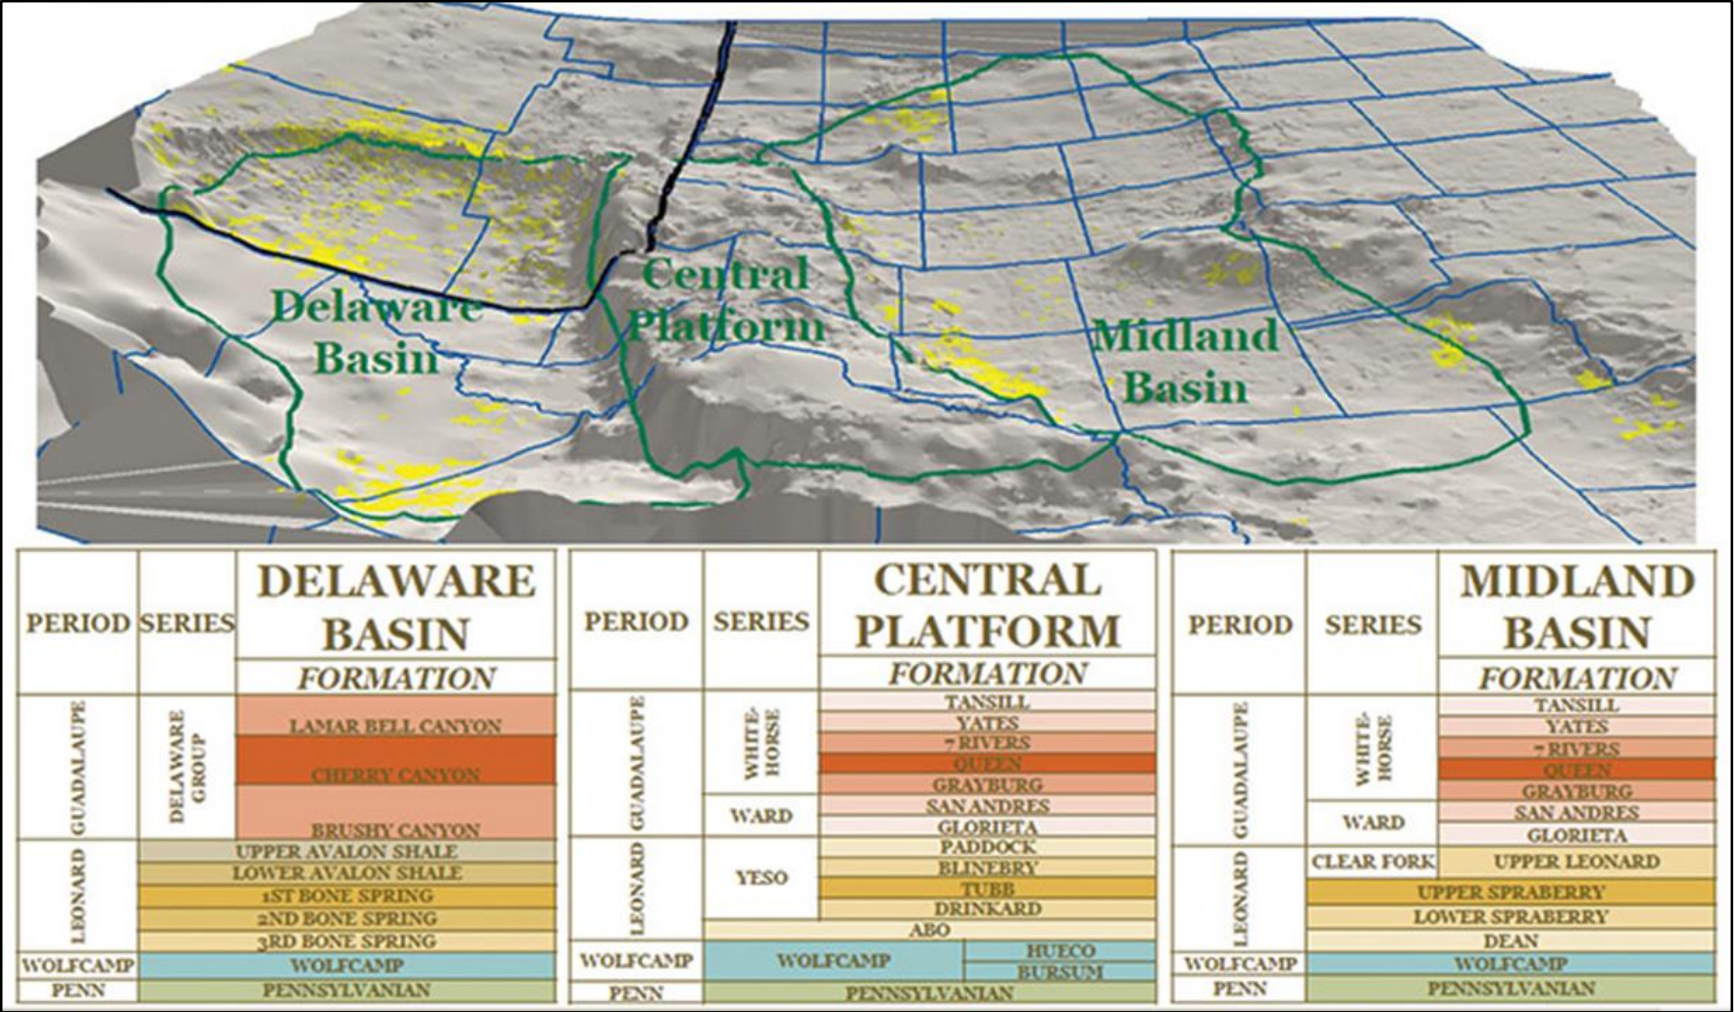 Delaware
Basin
Central
Platform
Midland
Basin
PERIOD
SERIES
DELAWARE
BASIN
FORMATION
GUADALAUPE
DELAWARE
GROUP
LAMAR BELL CANYON
CHERRY CANYON
BRUSHY CANYON
LEONARD
UPPER AVALON SHALE
LOWER AVALON SHALE
1ST BONE SPRING
2ND BONE SPRING
3RD BONE SPRING
WOLFCAMP
WOLFCAMP
PENN
PENNSYLVANIAN
PERIOD
SERIES
CENTRAL
PLATFORM
FORMATION
GUADALAUPE
WHITE-
HORSE
TANSILL
YATES
7 RIVERS
QUEEN
GRAYBURG
WARD
SAN ANDRES
GLORIETA
LEONARD
YESO
PADDOCK
BLINEBRY
TUBB
DRINKARD
ABO
WOLFCAMP
WOLFCAMP
HUECO
BURSUM
PENN
PENNSYLVANIAN
PERIOD
SERIES
MIDLAND
BASIN
FORMATION
GUADALAUPE
WHITE-
HORSE
TANSILL
YATES
7 RIVERS
QUEEN
GRAYBURG
WARD
SAN ANDRES
GLORIETA
LEONARD
CLEAR FORK
UPPER LEONARD
UPPER SPRABERRY
LOWER SPRABERRY
DEAN
WOLFCAMP
WOLFCAMP
PENN
PENNSYLVANIAN